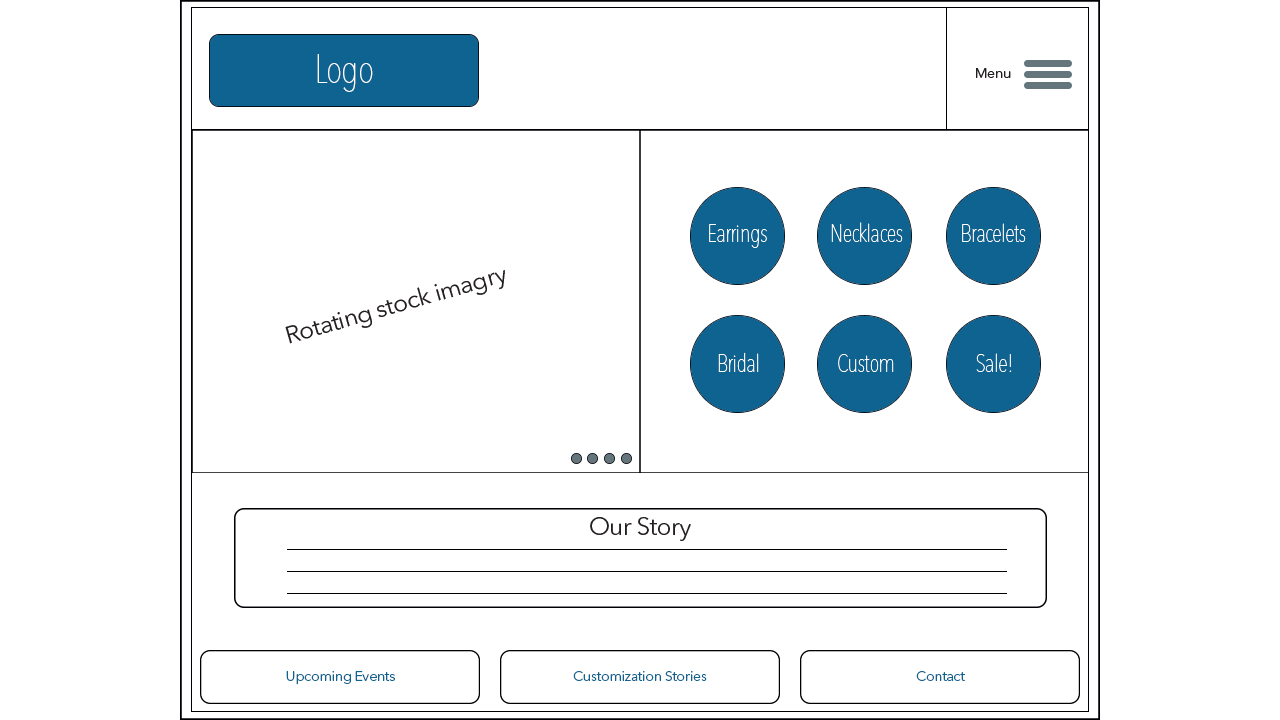 Logo
Menu
Rotating stock imagry
Earrings
Necklaces
Bracelets
Bridal
Custom
Sale!
Our Story
Upcoming Events
Customization Stories
Contact